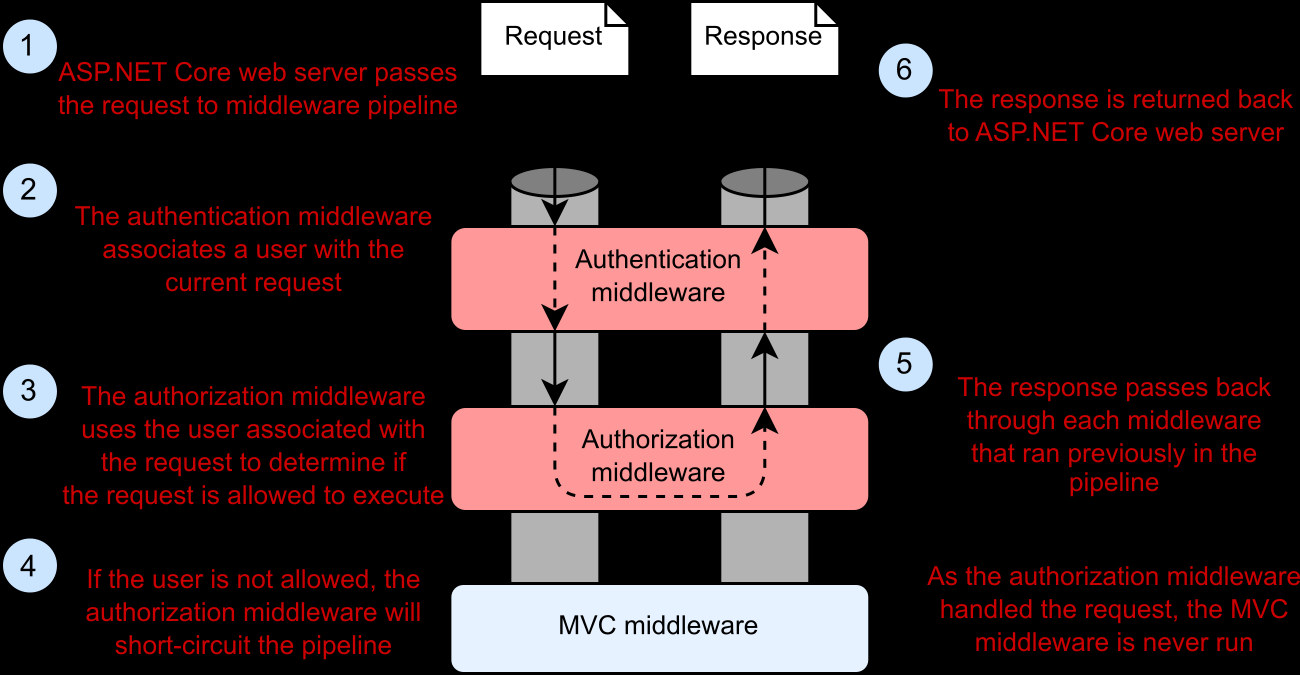 Request
Response
1
ASP.NET Core web server passes
the request to middleware pipeline
2
The authentication middleware
associates a user with the
current request
Authentication
middleware
3
The authorization middleware
uses the user associated with
the request to determine if
the request is allowed to execute
Authorization
middleware
4
If the user is not allowed, the
authorization middleware will
short-circuit the pipeline
MVC middleware
As the authorization middleware
handled the request, the MVC
middleware is never run
5
The response passes back
through each middleware
that ran previously in the
pipeline
6
The response is returned back
to ASP.NET Core web server